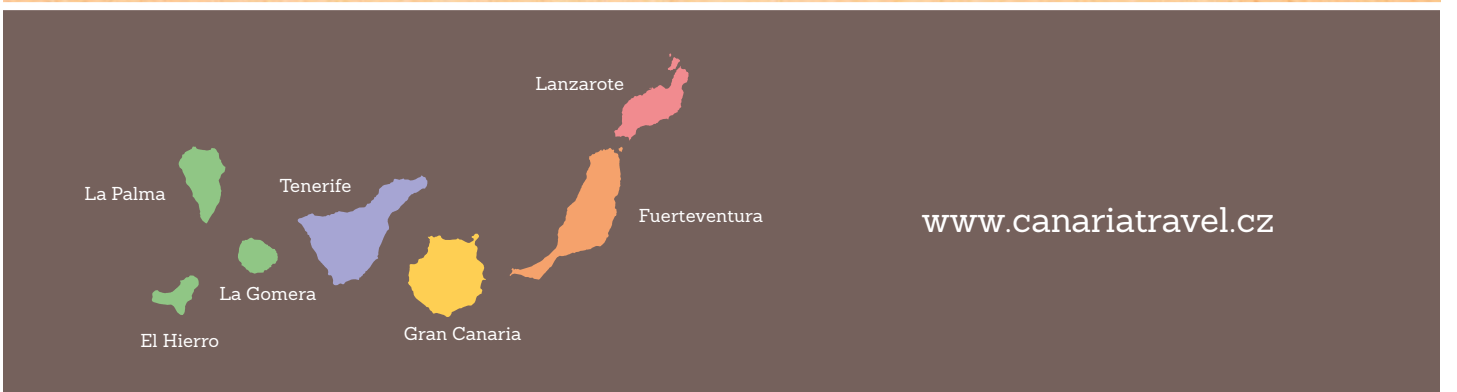 Lanzarote
La Palma
Tenerife
Fuerteventura
www.canariatravel.cz
La Gomera
El Hierro
Gran Canaria